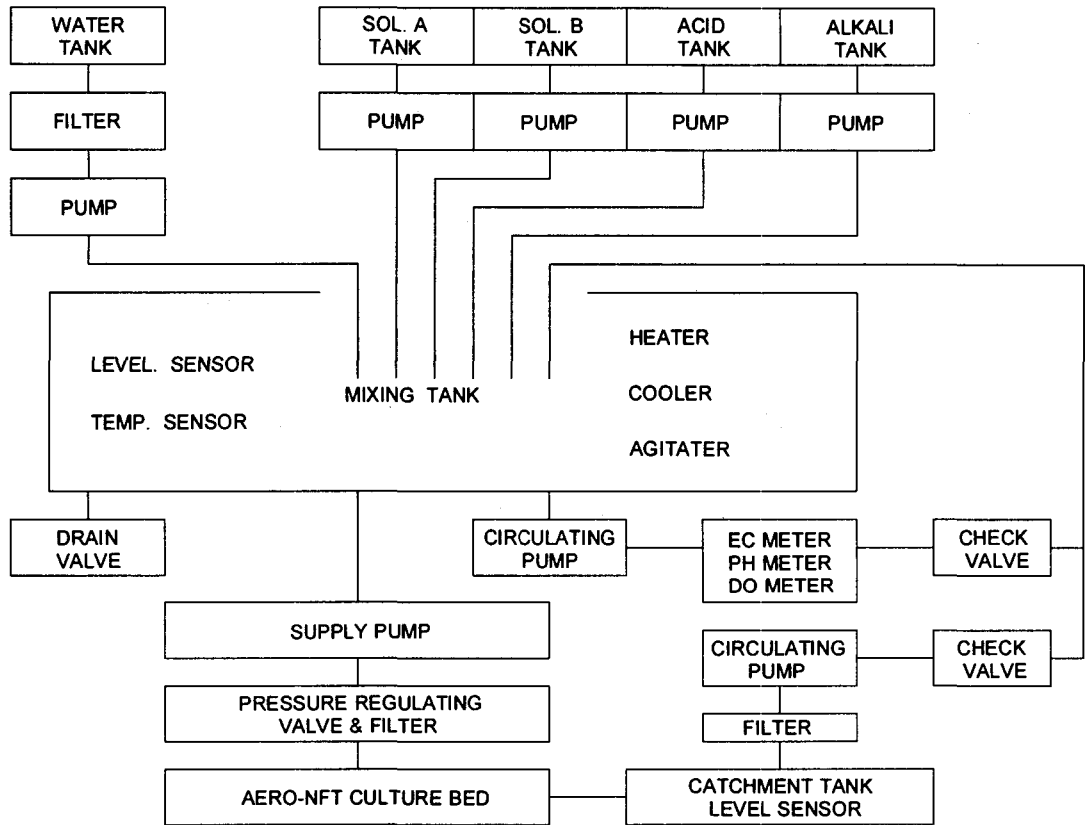 WATER
TANK
SOL. A
TANK
SOL. B
TANK
ACID
TANK
ALKALI
TANK
FILTER
PUMP
PUMP
PUMP
PUMP
PUMP
LEVEL. SENSOR
TEMP. SENSOR
MIXING TANK
HEATER
COOLER
AGITATER
DRAIN
VALVE
CIRCULATING
PUMP
EC METER
PH METER
DO METER
CHECK
VALVE
SUPPLY PUMP
CIRCULATING
PUMP
CHECK
VALVE
PRESSURE REGULATING
VALVE & FILTER
FILTER
AERO-NFT CULTURE BED
CATCHMENT TANK
LEVEL SENSOR